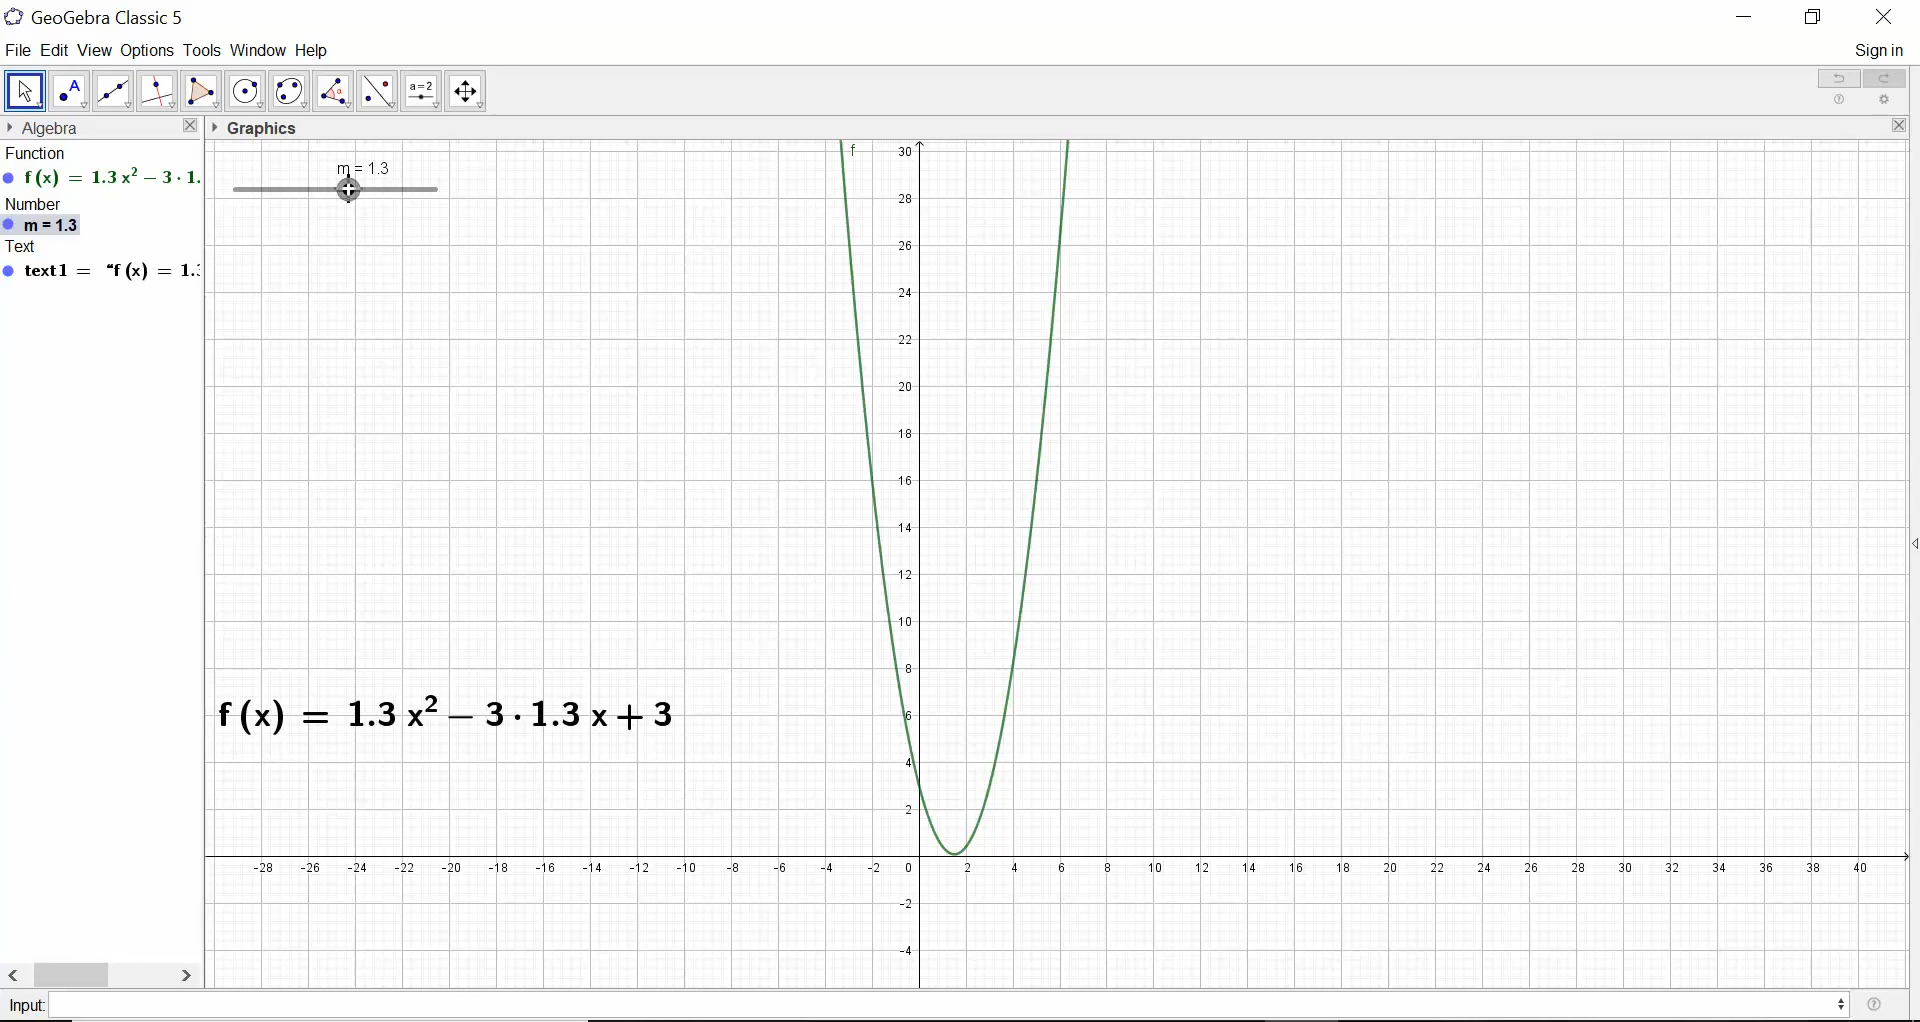 GeoGebra Classic 5
File Edit View Options Tools Window Help
Sign in
A
α
a=2
Algebra
Graphics
Function
f (x) = 1.3 x² − 3 · 1.
Number
m = 1.3
Text
text1 = “f (x) = 1.
m = 1.3
f
30
28
26
24
22
20
18
16
14
12
10
8
6
4
2
f (x) = 1.3 x² − 3 · 1.3 x + 3
-28 -26 -24 -22 -20 -18 -16 -14 -12 -10 -8 -6 -4 -2 0 2 4 6 8 10 12 14 16 18 20 22 24 26 28 30 32 34 36 38 40
-2
-4
Input: